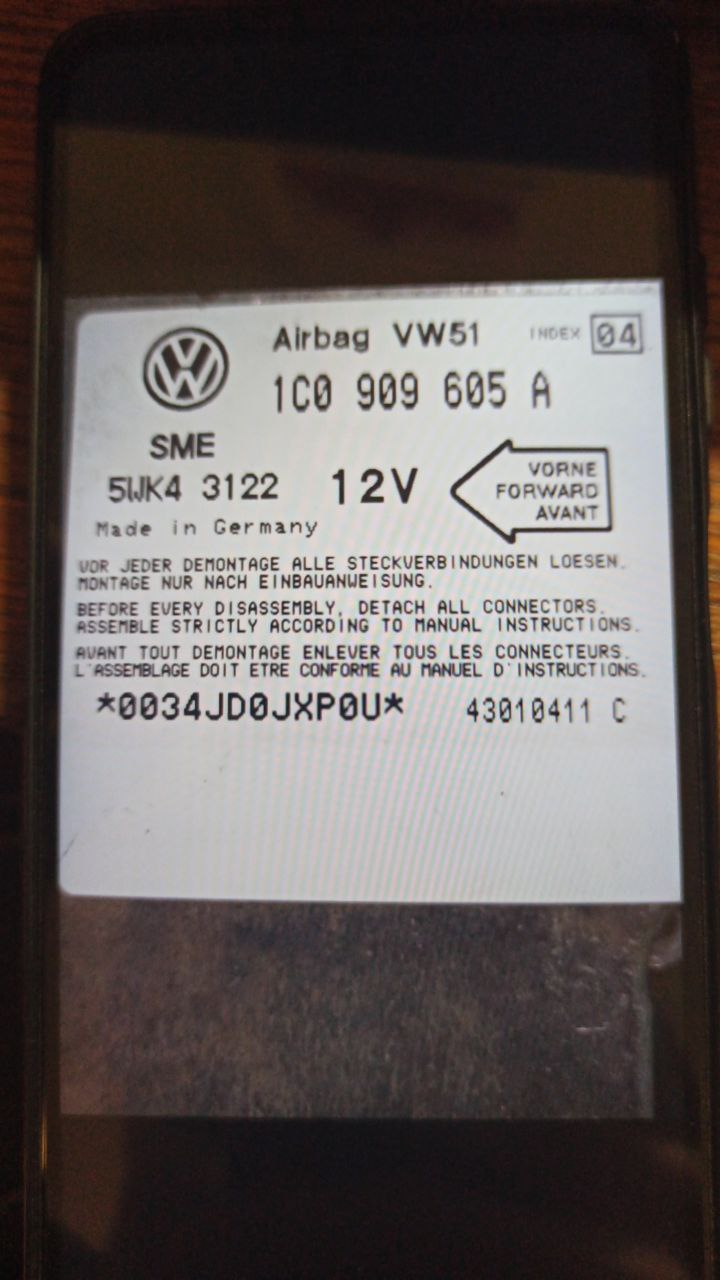 Airbag VW51 INDEX 04
1C0 909 605 A
SME
5WK4 3122 12V
VORNE
FORWARD
AVANT
Made in Germany
VOR JEDER DEMONTAGE ALLE STECKVERBINDUNGEN LOESEN.
MONTAGE NUR NACH EINBAUANWEISUNG.
BEFORE EVERY DISASSEMBLY, DETACH ALL CONNECTORS.
ASSEMBLE STRICTLY ACCORDING TO MANUAL INSTRUCTIONS.
AVANT TOUT DEMONTAGE ENLEVER TOUS LES CONNECTEURS.
L'ASSEMBLAGE DOIT ETRE CONFORME AU MANUEL D'INSTRUCTIONS.
*0034JD0JXP0U* 43010411 C